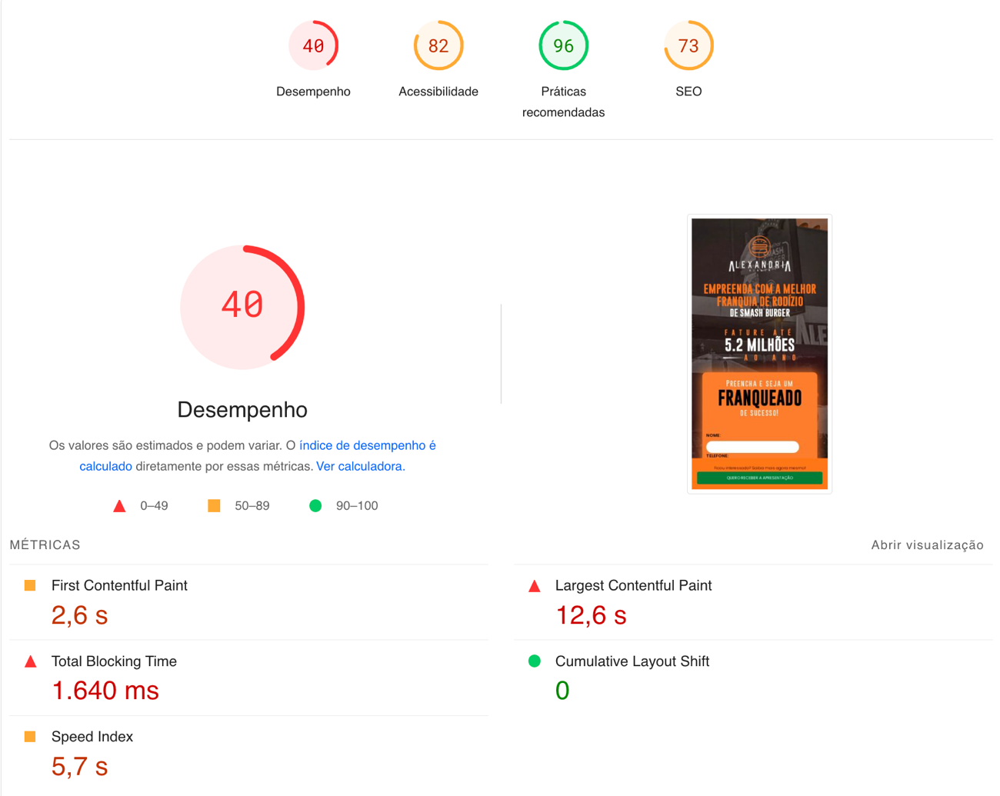 40
82
96
73
Desempenho
Acessibilidade
Práticas
recomendadas
SEO
40
Desempenho
Os valores são estimados e podem variar. O índice de desempenho é
calculado diretamente por essas métricas. Ver calculadora.
0–49
50–89
90–100
ALEXANDRIA
EMPREENDA COM A MELHOR
FRANQUIA DE RODÍZIO
DE SMASH BURGER
FATURE ATÉ
5.2 MILHÕES
AO ANO
PREENCHA E SEJA UM
FRANQUEADO
DE SUCESSO!
NOME:
TELEFONE:
Ficou interessado? Saiba mais agora mesmo!
QUERO RECEBER A APRESENTAÇÃO
MÉTRICAS
Abrir visualização
First Contentful Paint
2,6 s
Largest Contentful Paint
12,6 s
Total Blocking Time
1.640 ms
Cumulative Layout Shift
0
Speed Index
5,7 s